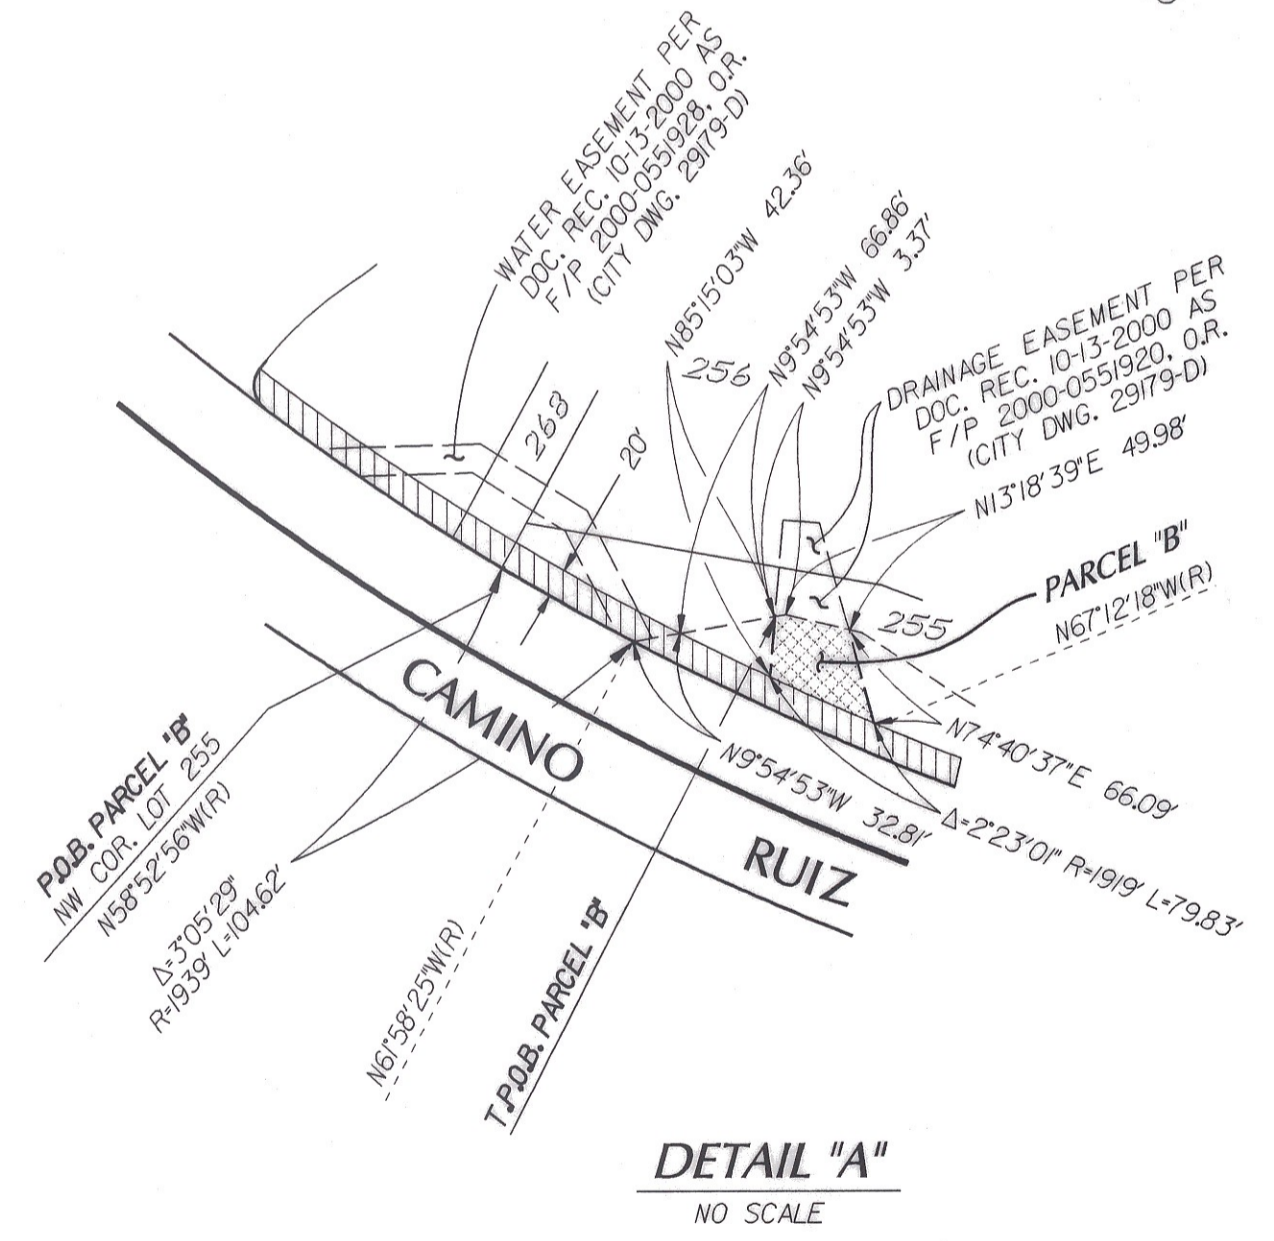 WATER EASEMENT PER
DOC. REC. 10-13-2000 AS
F/P 2000-0551928, O.R.
(CITY DWG. 29179-D)
N85°15'03"W 42.36'
256
N9°54'53"W 66.86'
N9°54'53"W 3.37'
DRAINAGE EASEMENT PER
DOC. REC. 10-13-2000 AS
F/P 2000-0551920, O.R.
(CITY DWG. 29179-D)
N13°18'39"E 49.98'
263
20'
PARCEL "B"
N67°12'18"W(R)
255
CAMINO
RUIZ
N74°40'37"E 66.09'
N9°54'53"W 32.81'
Δ=2°23'01" R=1919' L=79.83'
P.O.B. PARCEL "B"
NW COR. LOT 255
N58°52'56"W(R)
Δ=3°05'29"
R=1939' L=104.62'
N61°58'25"W(R)
T.P.O.B. PARCEL "B"
DETAIL "A"
NO SCALE